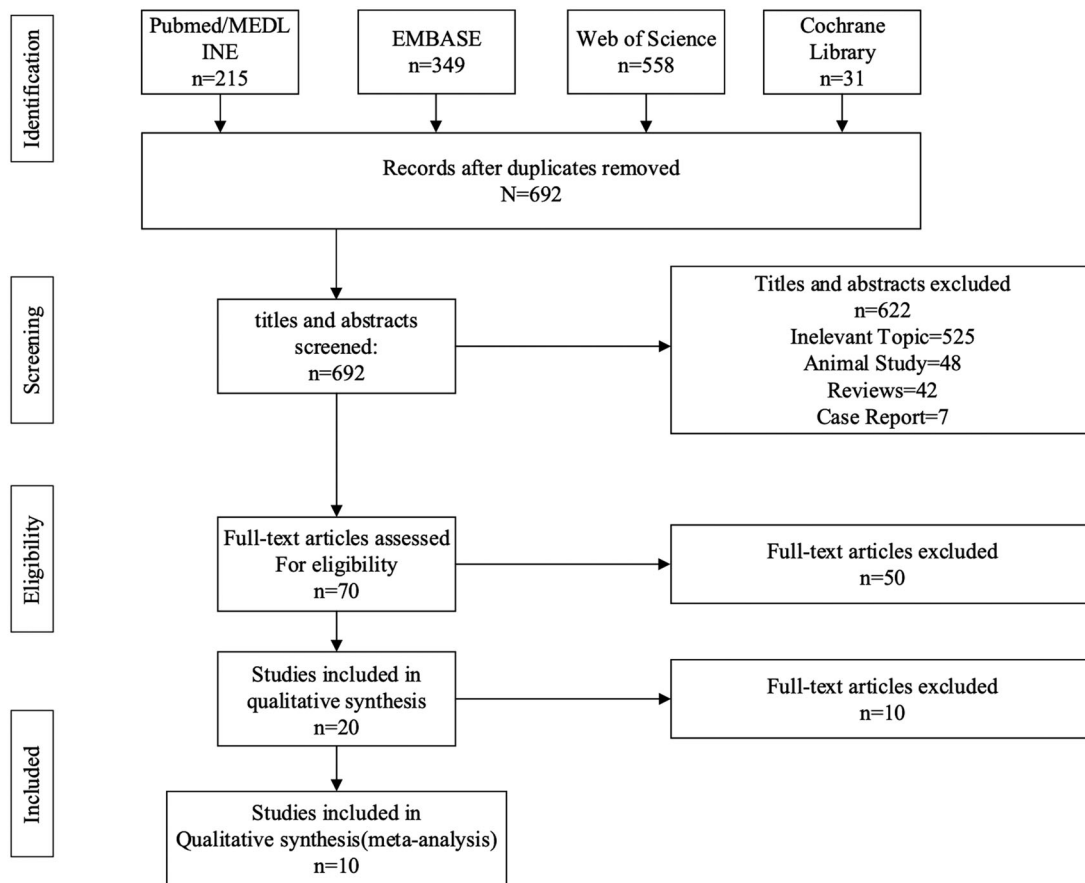 Identification
Pubmed/MEDL
INE
n=215
EMBASE
n=349
Web of Science
n=558
Cochrane
Library
n=31
Records after duplicates removed
N=692
Screening
titles and abstracts
screened:
n=692
Titles and abstracts excluded
n=622
Inelevant Topic=525
Animal Study=48
Reviews=42
Case Report=7
Eligibility
Full-text articles assessed
For eligibility
n=70
Full-text articles excluded
n=50
Included
Studies included in
qualitative synthesis
n=20
Full-text articles excluded
n=10
Studies included in
Qualitative synthesis(meta-analysis)
n=10